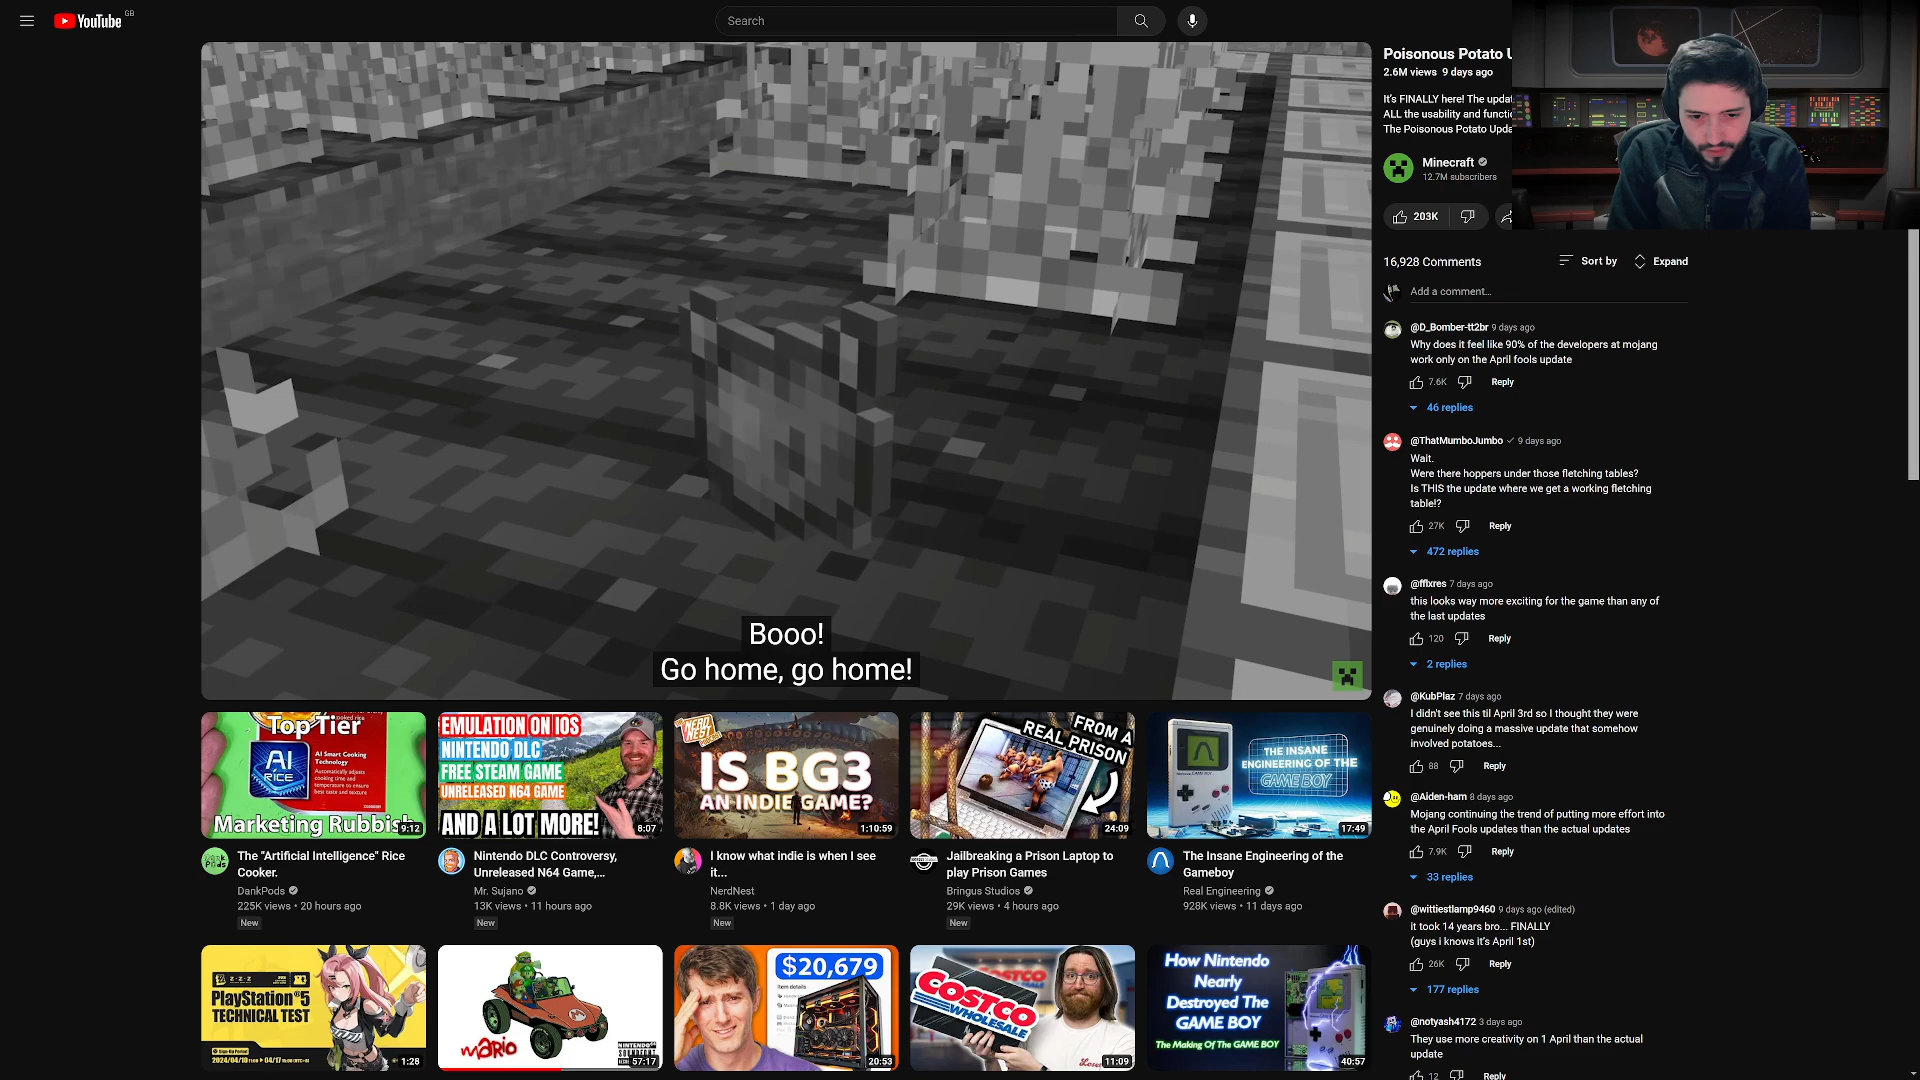 YouTube GB
Search
Booo!
Go home, go home!
Poisonous Potato U
2.6M views 9 days ago
It's FINALLY here! The updat
ALL the usability and functio
The Poisonous Potato Upda
Minecraft
12.7M subscribers
203K
16,928 Comments
Sort by
Expand
Add a comment...
@D_Bomber-tt2br 9 days ago
Why does it feel like 90% of the developers at mojang
work only on the April fools update
7.6K
Reply
46 replies
@ThatMumboJumbo 9 days ago
Wait.
Were there hoppers under those fletching tables?
Is THIS the update where we get a working fletching
table!?
27K
Reply
472 replies
@fflxres 7 days ago
this looks way more exciting for the game than any of
the last updates
120
Reply
2 replies
@KubPlaz 7 days ago
I didn't see this til April 3rd so I thought they were
genuinely doing a massive update that somehow
involved potatoes...
88
Reply
@Aiden-ham 8 days ago
Mojang continuing the trend of putting more effort into
the April Fools updates than the actual updates
7.9K
Reply
33 replies
@wittiestlamp9460 9 days ago (edited)
it took 14 years bro... FINALLY
(guys i knows it's April 1st)
26K
Reply
177 replies
@notyash4172 3 days ago
They use more creativity on 1 April than the actual
update
12
Reply
Top Tier
AI
RICE
AI Smart Cooking
Technology
Marketing Rubbish
9:12
The "Artificial Intelligence" Rice
Cooker.
DankPods
225K views • 20 hours ago
New
EMULATION ON IOS
NINTENDO DLC
FREE STEAM GAME
UNRELEASED N64 GAME
AND A LOT MORE!
8:07
Nintendo DLC Controversy,
Unreleased N64 Game,...
Mr. Sujano
13K views • 11 hours ago
New
NERD
NEST
IS BG3
AN INDIE GAME?
1:10:59
I know what indie is when I see
it...
NerdNest
8.8K views • 1 day ago
New
FROM A
REAL PRISON
24:09
Jailbreaking a Prison Laptop to
play Prison Games
Bringus Studios
29K views • 4 hours ago
New
THE INSANE
ENGINEERING OF THE
GAME BOY
17:49
The Insane Engineering of the
Gameboy
Real Engineering
928K views • 11 days ago
Z·Z·Z
PlayStation®5
TECHNICAL TEST
Sign-Up Period
1:28
mario
NINTENDO
57:17
$20,679
Item details
20:53
COSTCO
COSTCO
WHOLESALE
11:09
How Nintendo
Nearly
Destroyed The
GAME BOY
The Making Of The GAME BOY
40:57